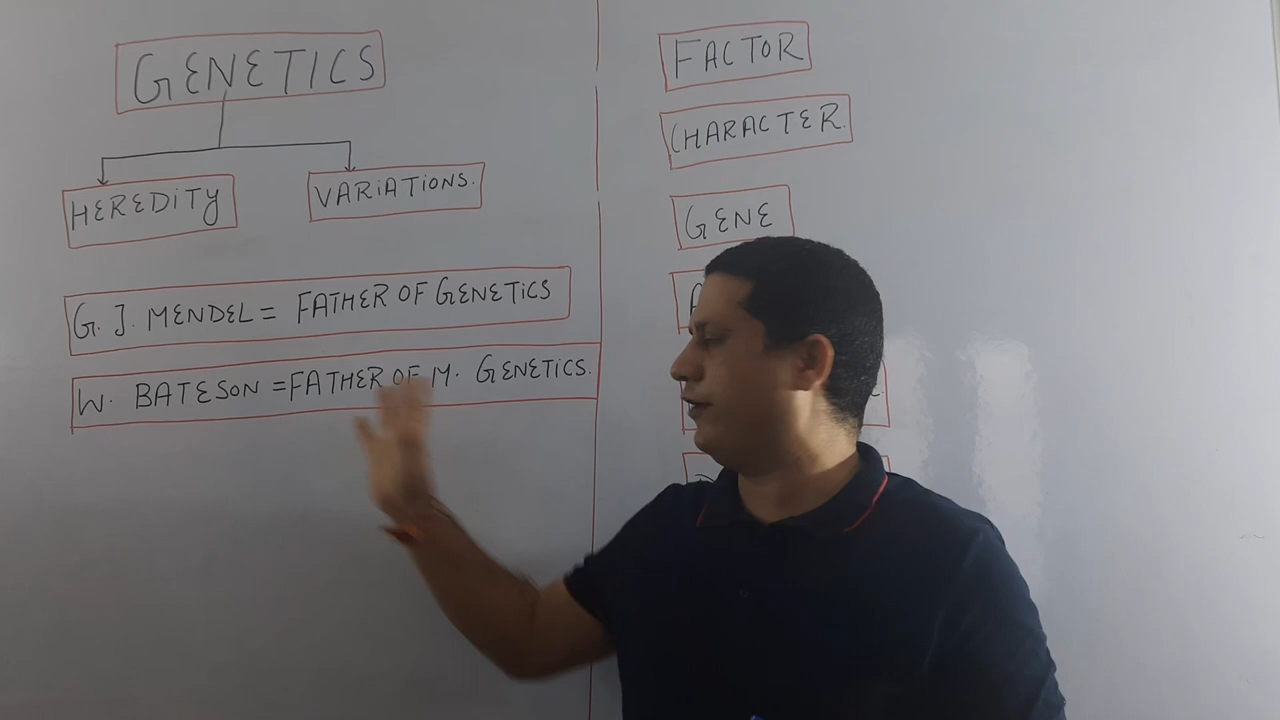 GENETICS
HEREDITY
VARIATIONS.
G. J. MENDEL = FATHER OF GENETICS
W. BATESON = FATHER OF M. GENETICS.
FACTOR
CHARACTER.
GENE